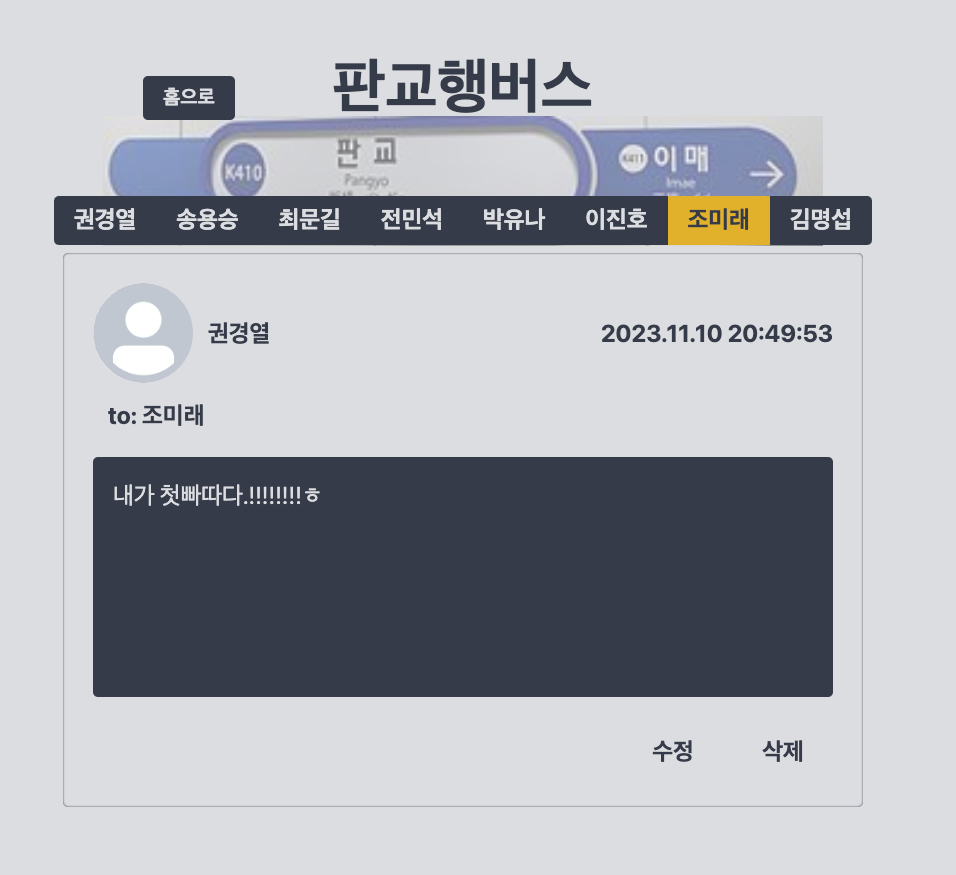 판교행버스
홈으로
K410
판교
Pangyo
K411
이매
Imae
권경열 송용승 최문길 전민석 박유나 이진호 조미래 김명섭
권경열
2023.11.10 20:49:53
to: 조미래
내가 첫빠따다.!!!!!!!!ㅎ
수정 삭제